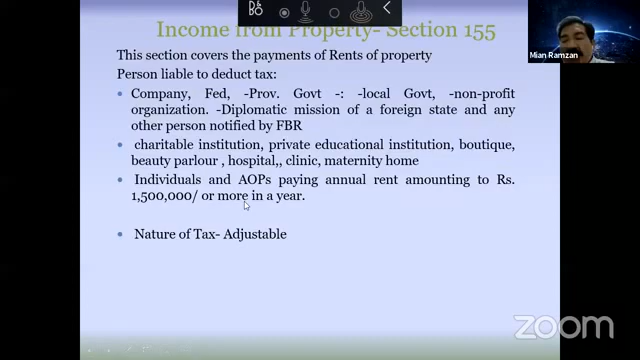 Income from Property- Section 155
This section covers the payments of Rents of property
Person liable to deduct tax:
Company, Fed, -Prov. Govt -: -local Govt, -non-profit
organization. -Diplomatic mission of a foreign state and any
other person notified by FBR
charitable institution, private educational institution, boutique,
beauty parlour , hospital,, clinic, maternity home
Individuals and AOPs paying annual rent amounting to Rs.
1,500,000/ or more in a year.
Nature of Tax- Adjustable
Mian Ramzan
zoom